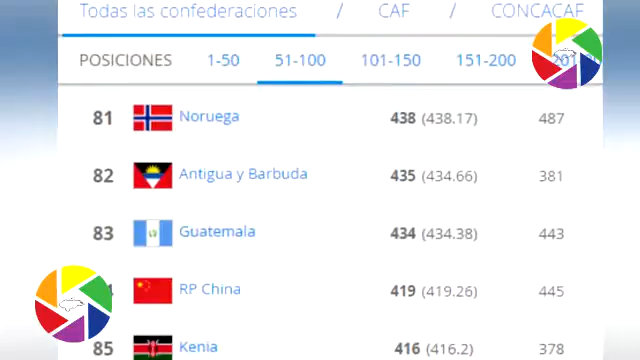 Todas las confederaciones / CAF / CONCACAF
POSICIONES 1-50 51-100 101-150 151-200
81 Noruega 438 (438.17) 487
82 Antigua y Barbuda 435 (434.66) 381
83 Guatemala 434 (434.38) 443
RP China 419 (419.26) 445
85 Kenia 416 (416.2) 378